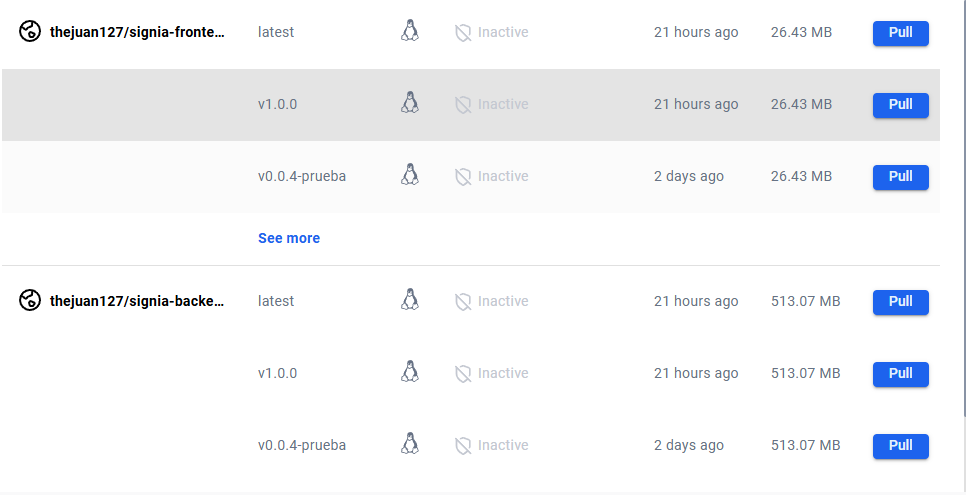 thejuan127/signia-fronte... latest Inactive 21 hours ago 26.43 MB Pull
v1.0.0 Inactive 21 hours ago 26.43 MB Pull
v0.0.4-prueba Inactive 2 days ago 26.43 MB Pull
See more
thejuan127/signia-backe... latest Inactive 21 hours ago 513.07 MB Pull
v1.0.0 Inactive 21 hours ago 513.07 MB Pull
v0.0.4-prueba Inactive 2 days ago 513.07 MB Pull